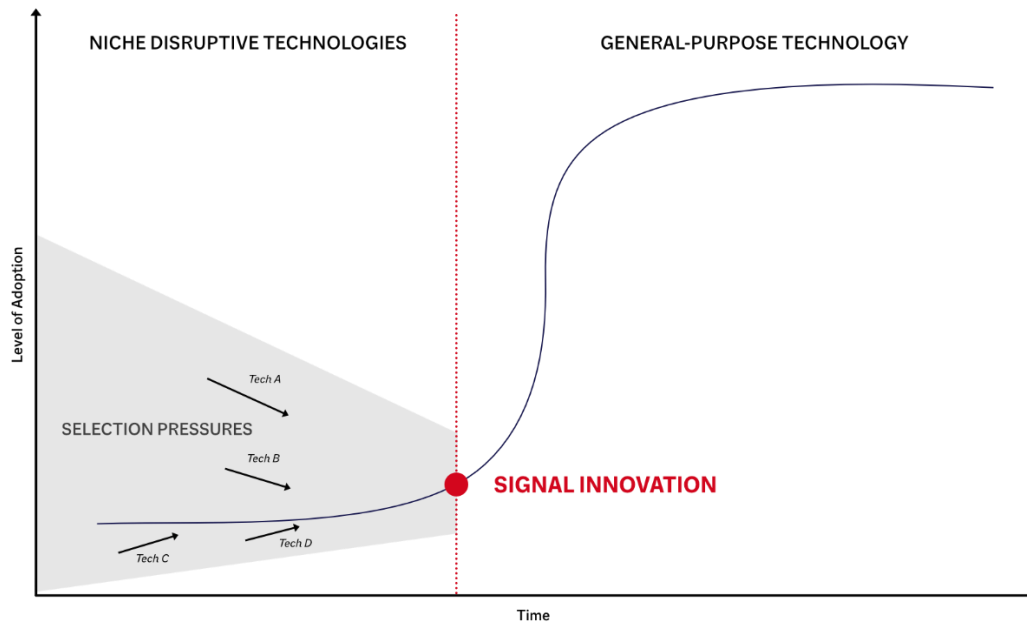 NICHE DISRUPTIVE TECHNOLOGIES
GENERAL-PURPOSE TECHNOLOGY
Level of Adoption
Tech A
SELECTION PRESSURES
Tech B
SIGNAL INNOVATION
Tech C
Tech D
Time